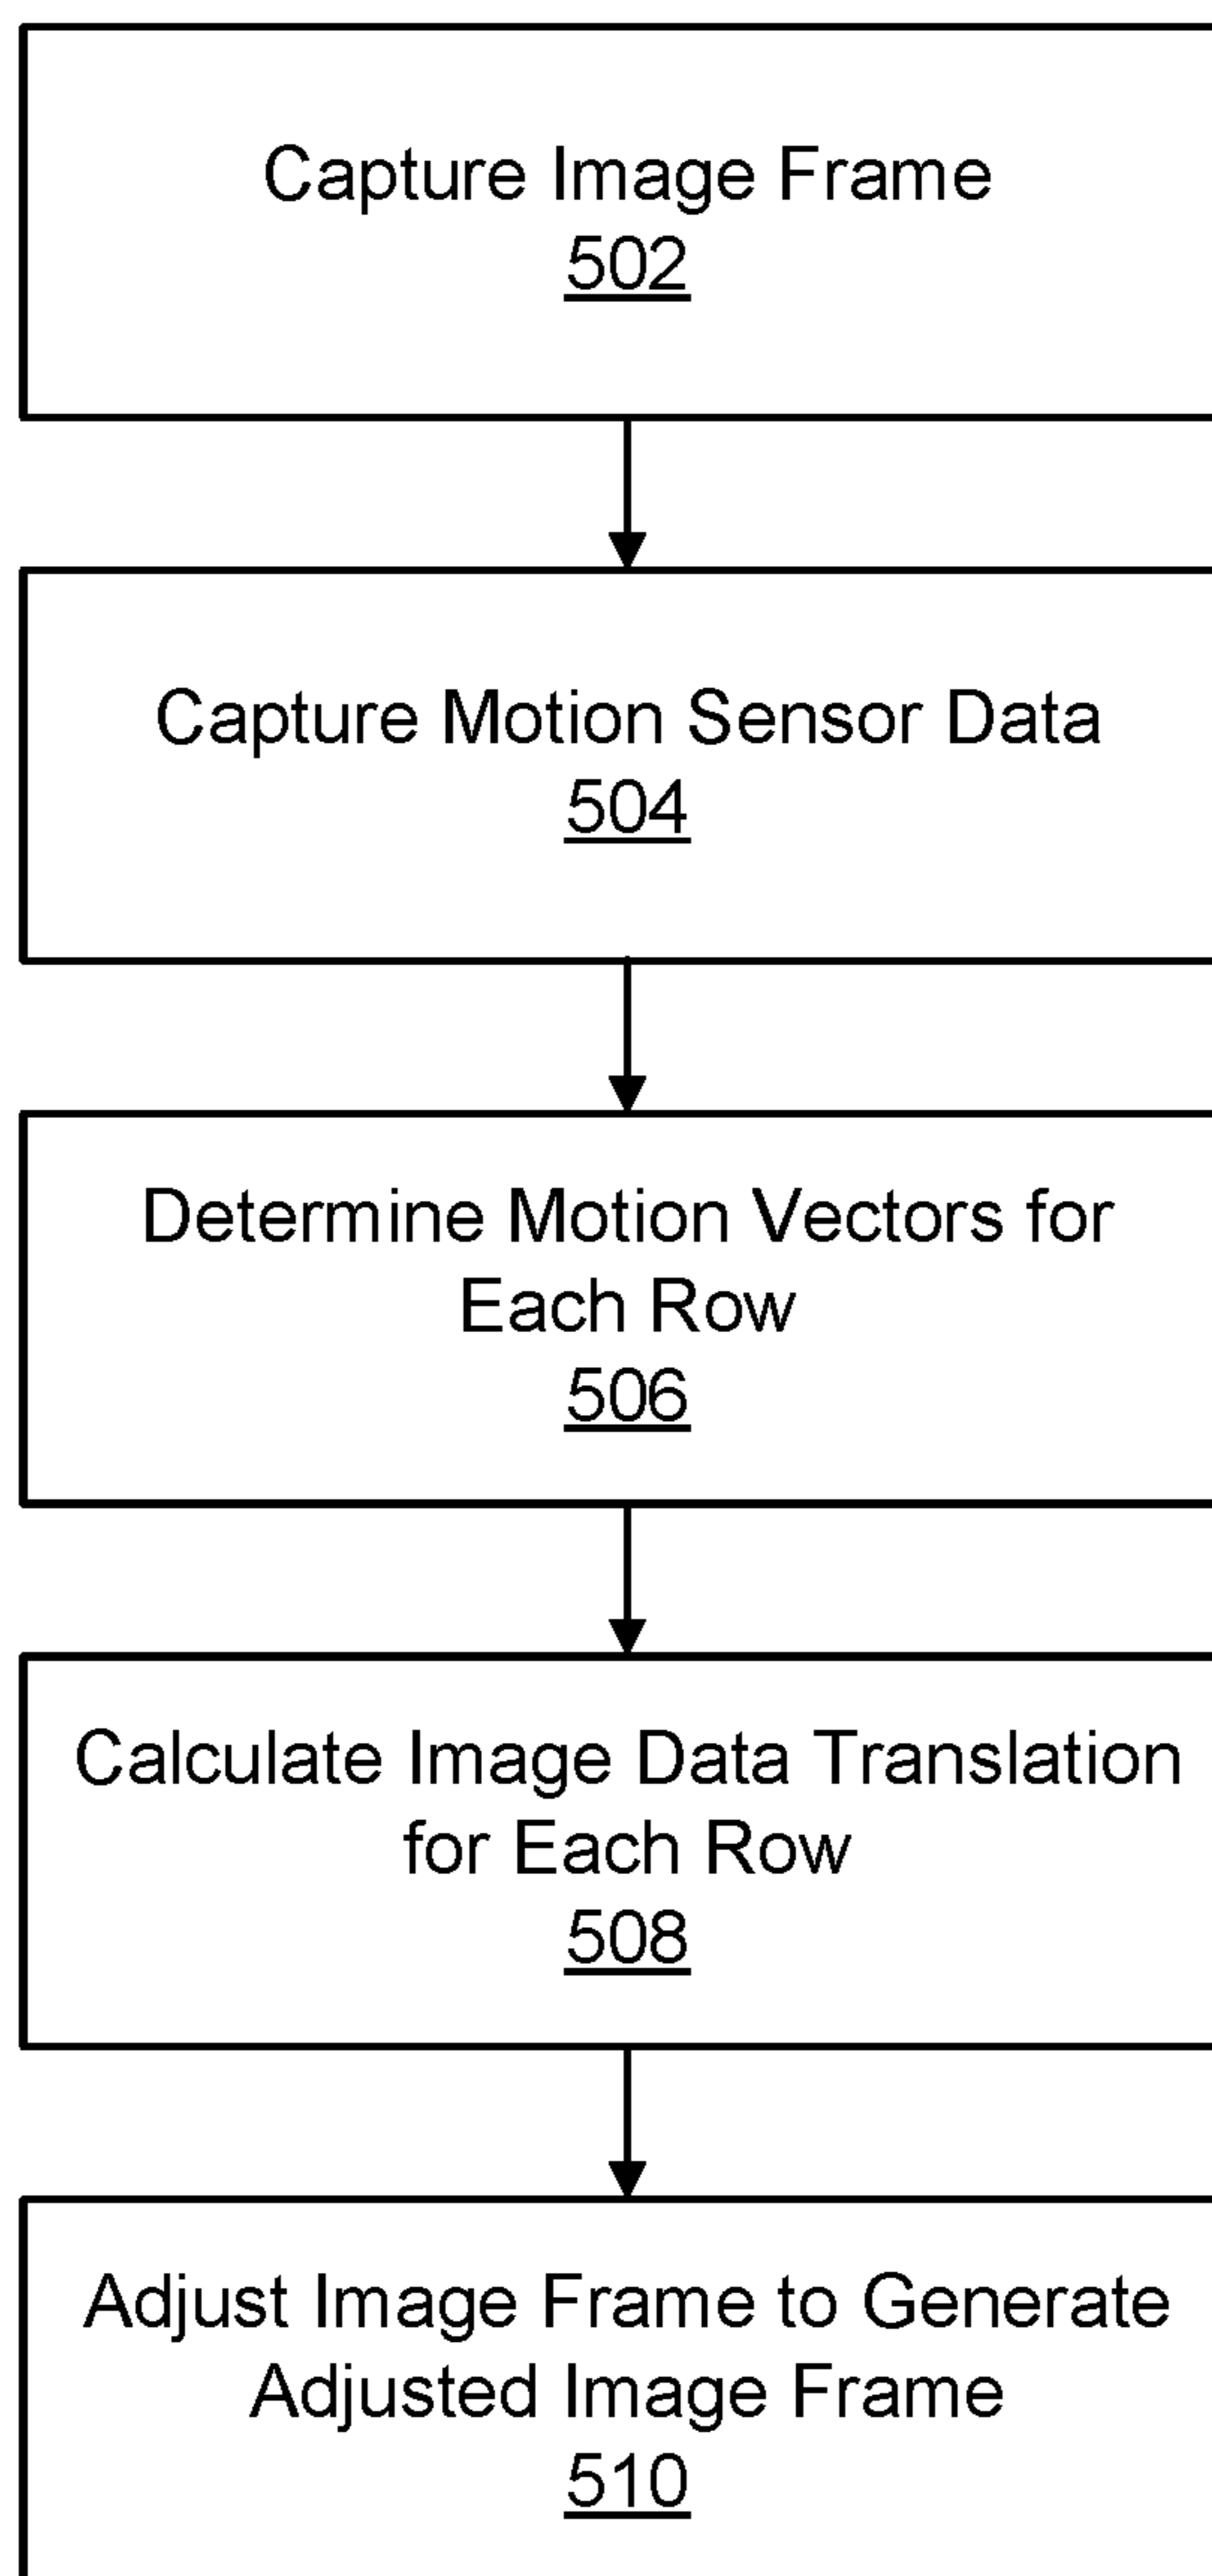 Capture Image Frame
502
Capture Motion Sensor Data
504
Determine Motion Vectors for
Each Row
506
Calculate Image Data Translation
for Each Row
508
Adjust Image Frame to Generate
Adjusted Image Frame
510